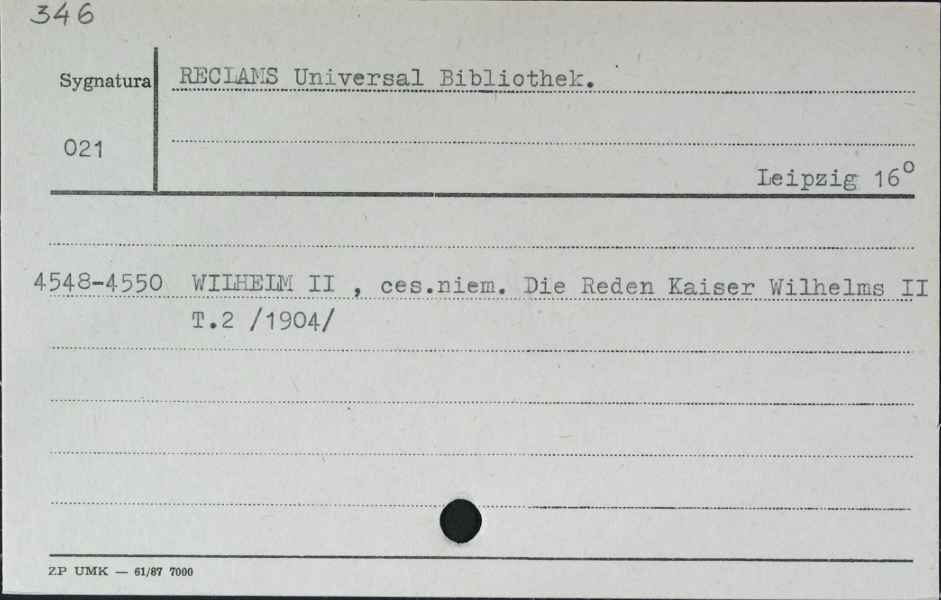 346
Sygnatura RECLAMS Universal Bibliothek.
021
Leipzig 16°
4548-4550 WILHELM II , ces.niem. Die Reden Kaiser Wilhelms II
T.2 /1904/
ZP UMK — 61/87 7000